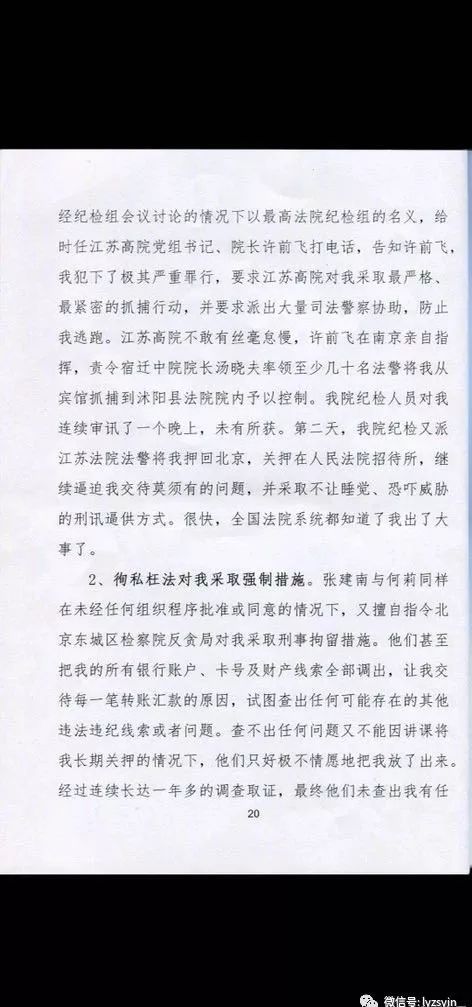 经纪检组会议讨论的情况下以最高法院纪检组的名义，给
时任江苏高院党组书记、院长许前飞打电话，告知许前飞，
我犯下了极其严重罪行，要求江苏高院对我采取最严格、
最紧密的抓捕行动，并要求派出大量司法警察协助，防止
我逃跑。江苏高院不敢有丝毫怠慢，许前飞在南京亲自指
挥，责令宿迁中院院长汤晓夫率领至少几十名法警将我从
宾馆抓捕到沭阳县法院院内予以控制。我院纪检人员对我
连续审讯了一个晚上，未有所获。第二天，我院纪检又派
江苏法院法警将我押回北京，关押在人民法院招待所，继
续逼迫我交待莫须有的问题，并采取不让睡觉、恐吓威胁
的刑讯逼供方式。很快，全国法院系统都知道了我出了大
事了。
2、徇私枉法对我采取强制措施。张建南与何莉同样
在未经任何组织程序批准或同意的情况下，又擅自指令北
京东城区检察院反贪局对我采取刑事拘留措施。他们甚至
把我的所有银行账户、卡号及财产线索全部调出，让我交
待每一笔转账汇款的原因，试图查出任何可能存在的其他
违法违纪线索或者问题。查不出任何问题又不能因讲课将
我长期关押的情况下，他们只好极不情愿地把我放了出来。
经过连续长达一年多的调查取证，最终他们未查出我有任
20
微信号: lyzsyjn